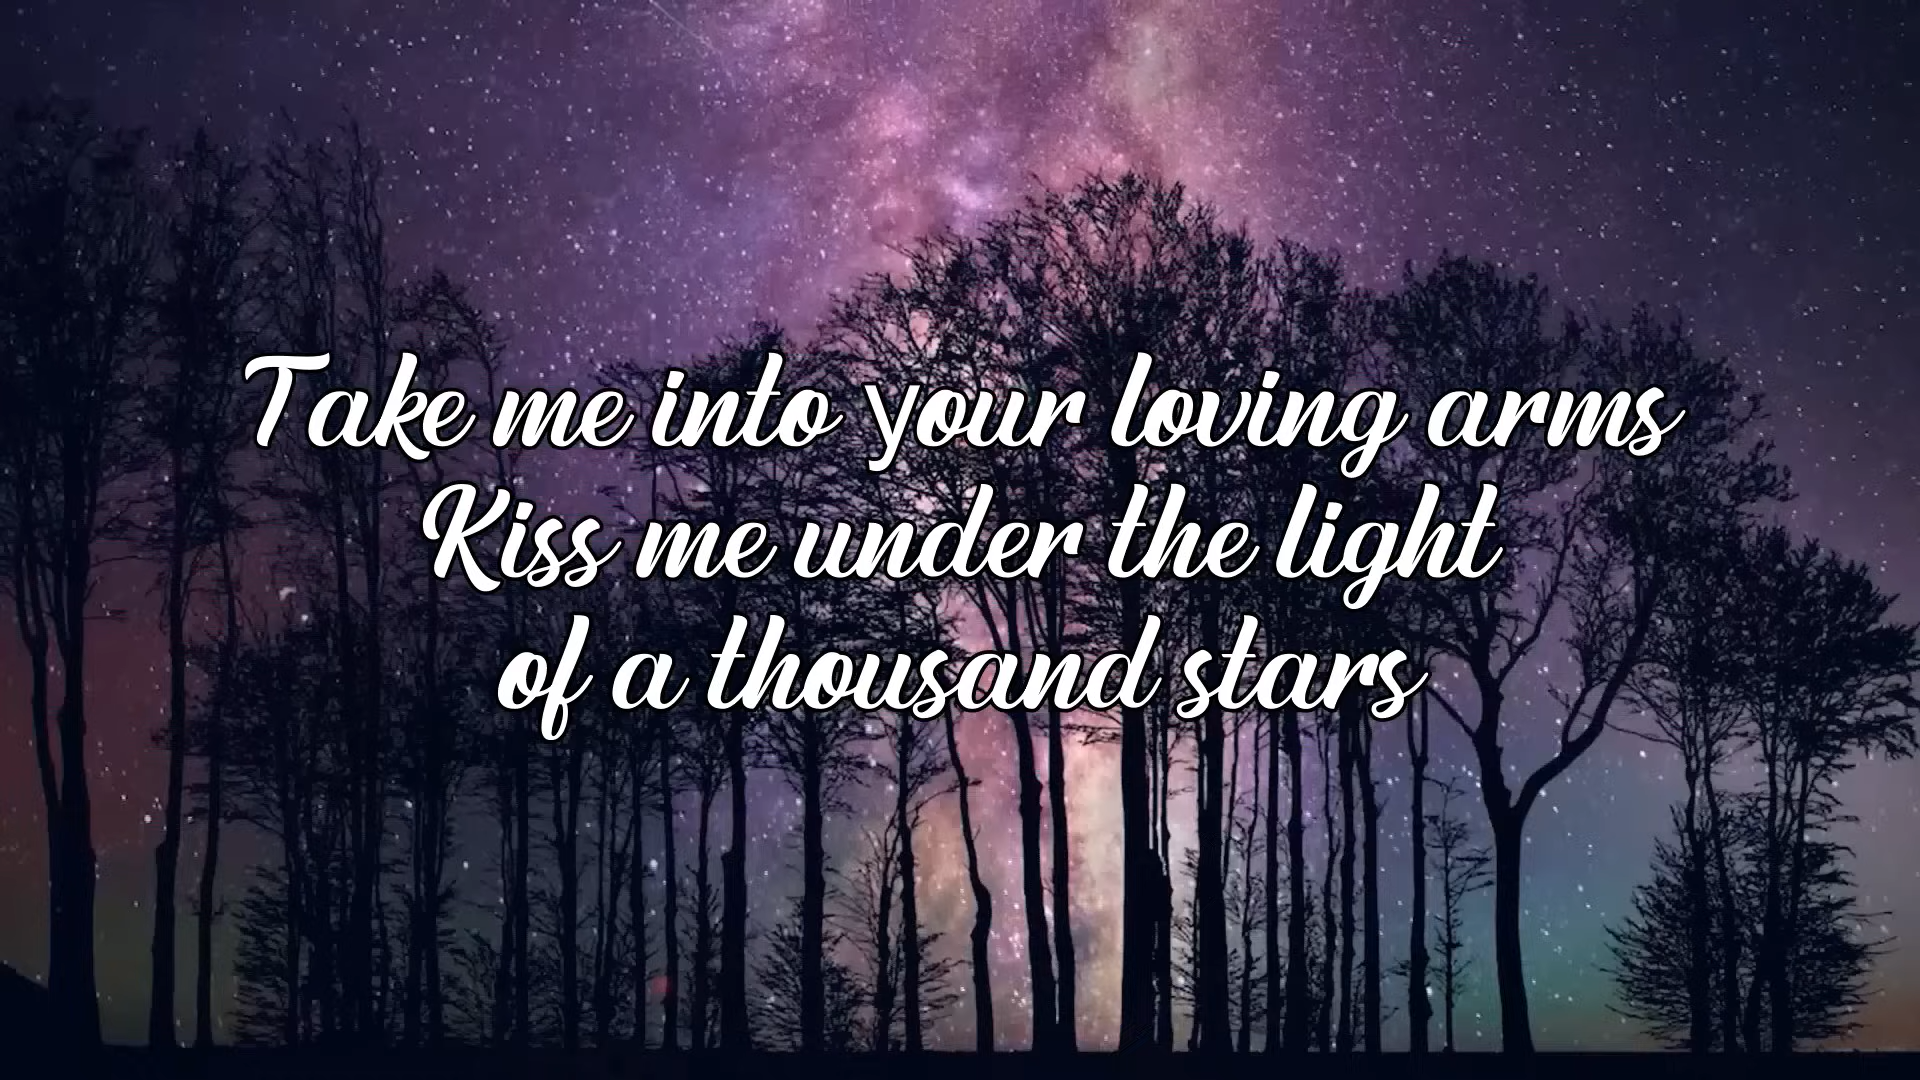 Take me into your loving arms
Kiss me under the light
of a thousand stars